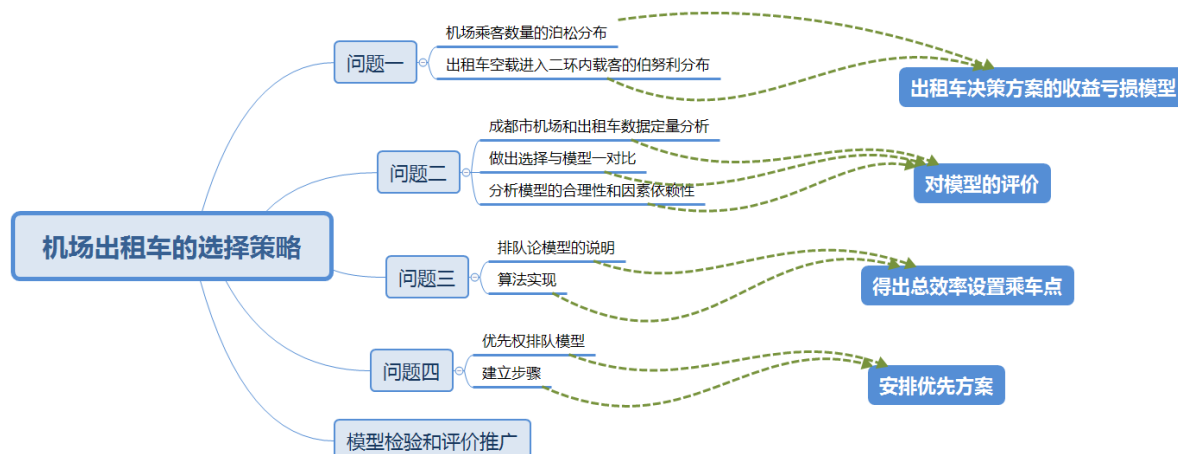 机场出租车的选择策略
问题一
机场乘客数量的泊松分布
出租车空载进入二环内载客的伯努利分布
出租车决策方案的收益亏损模型
问题二
成都市机场和出租车数据定量分析
做出选择与模型一对比
分析模型的合理性和因素依赖性
对模型的评价
问题三
排队论模型的说明
算法实现
得出总效率设置乘车点
问题四
优先权排队模型
建立步骤
安排优先方案
模型检验和评价推广